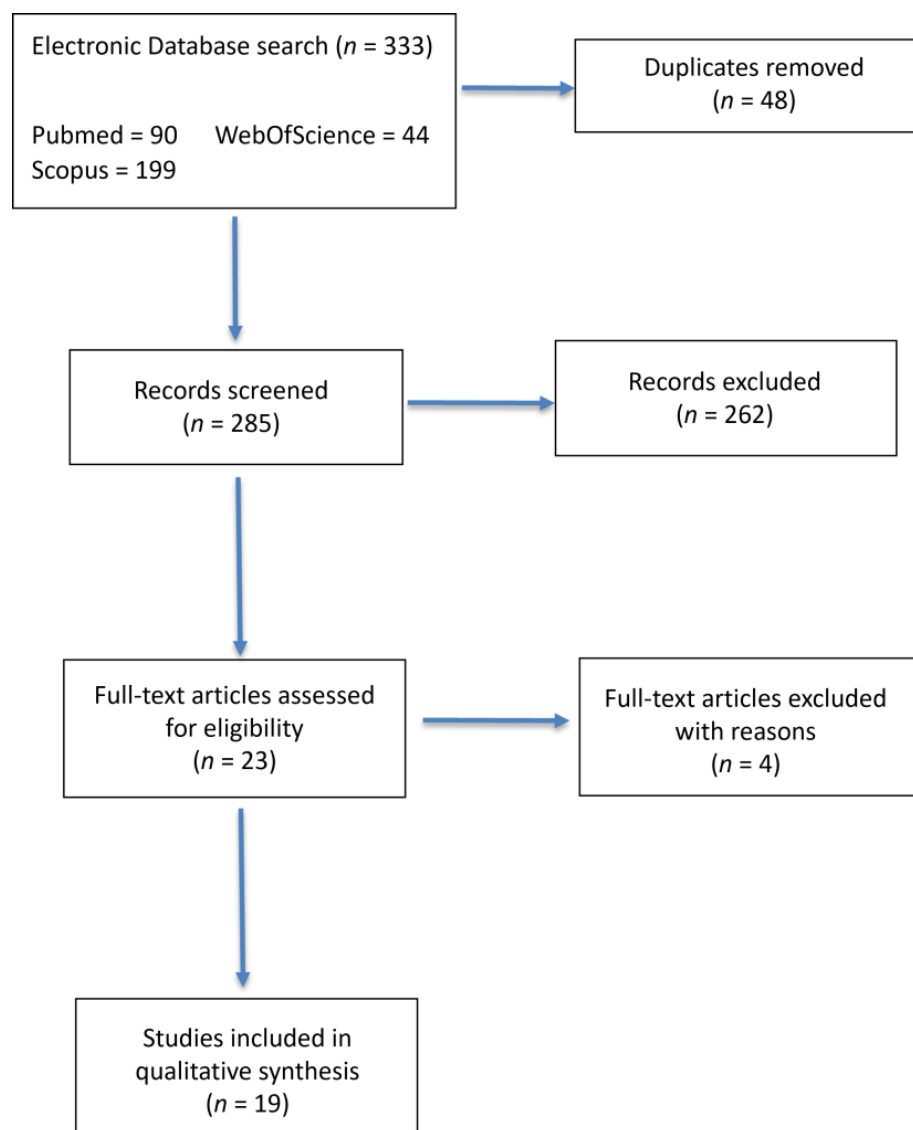 Electronic Database search (n = 333)
Pubmed = 90 WebOfScience = 44
Scopus = 199
Duplicates removed
(n = 48)
Records screened
(n = 285)
Records excluded
(n = 262)
Full-text articles assessed
for eligibility
(n = 23)
Full-text articles excluded
with reasons
(n = 4)
Studies included in
qualitative synthesis
(n = 19)